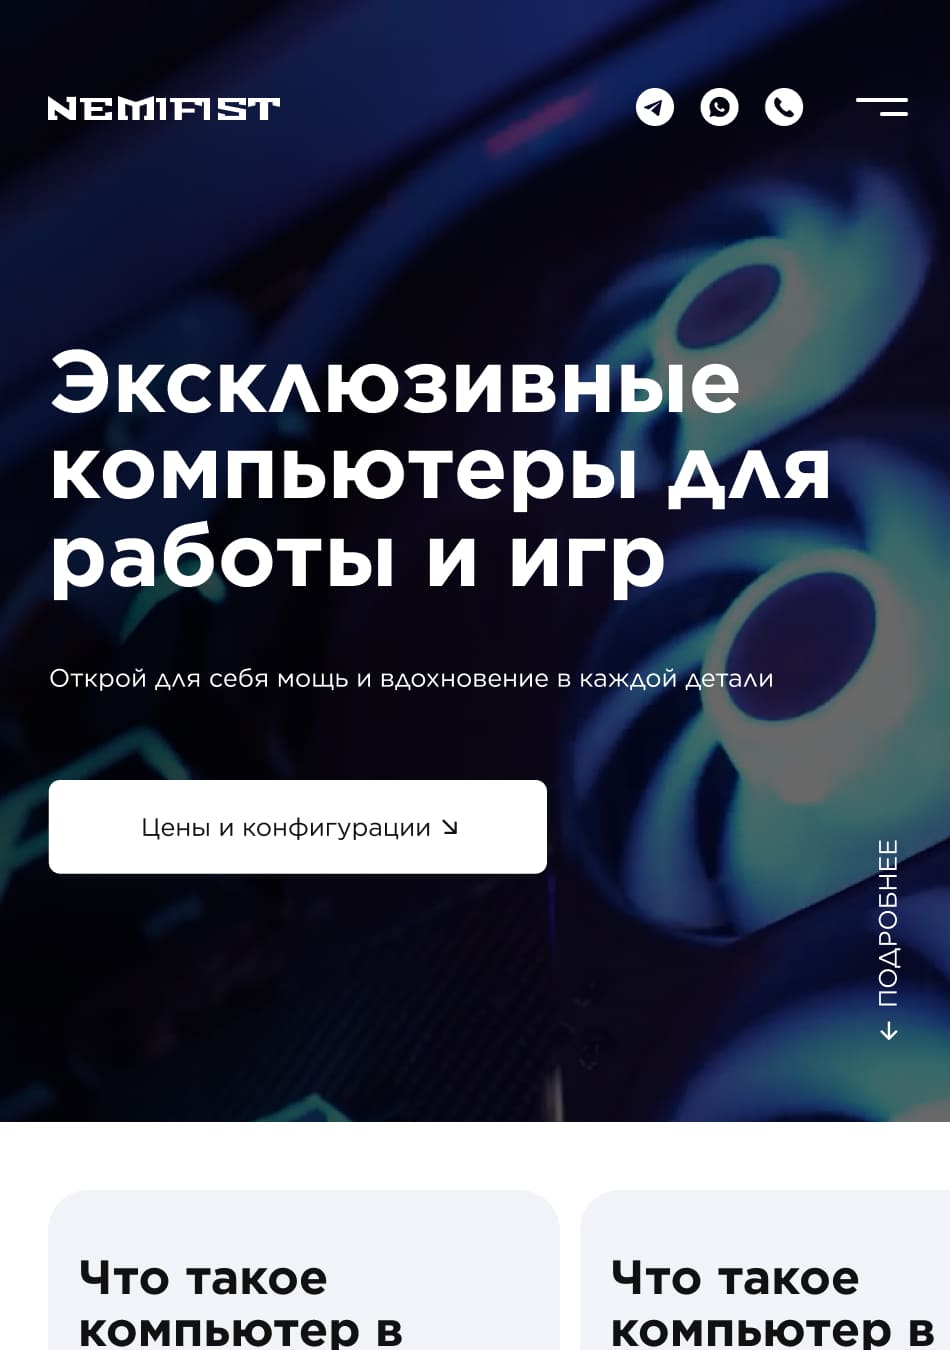 NEMIFIST
Эксклюзивные
компьютеры для
работы и игр
Открой для себя мощь и вдохновение в каждой детали
Цены и конфигурации ↘
← ПОДРОБНЕЕ
Что такое
компьютер в
Что такое
компьютер в